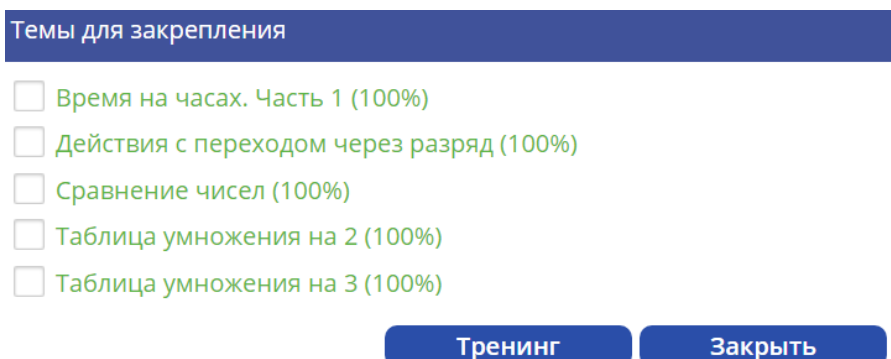 Темы для закрепления
Время на часах. Часть 1 (100%)
Действия с переходом через разряд (100%)
Сравнение чисел (100%)
Таблица умножения на 2 (100%)
Таблица умножения на 3 (100%)
Тренинг Закрыть